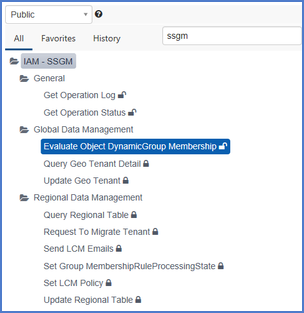 Public
All Favorites History
ssgm
IAM - SSGM
General
Get Operation Log
Get Operation Status
Global Data Management
Evaluate Object DynamicGroup Membership
Query Geo Tenant Detail
Update Geo Tenant
Regional Data Management
Query Regional Table
Request To Migrate Tenant
Send LCM Emails
Set Group MembershipRuleProcessingState
Set LCM Policy
Update Regional Table